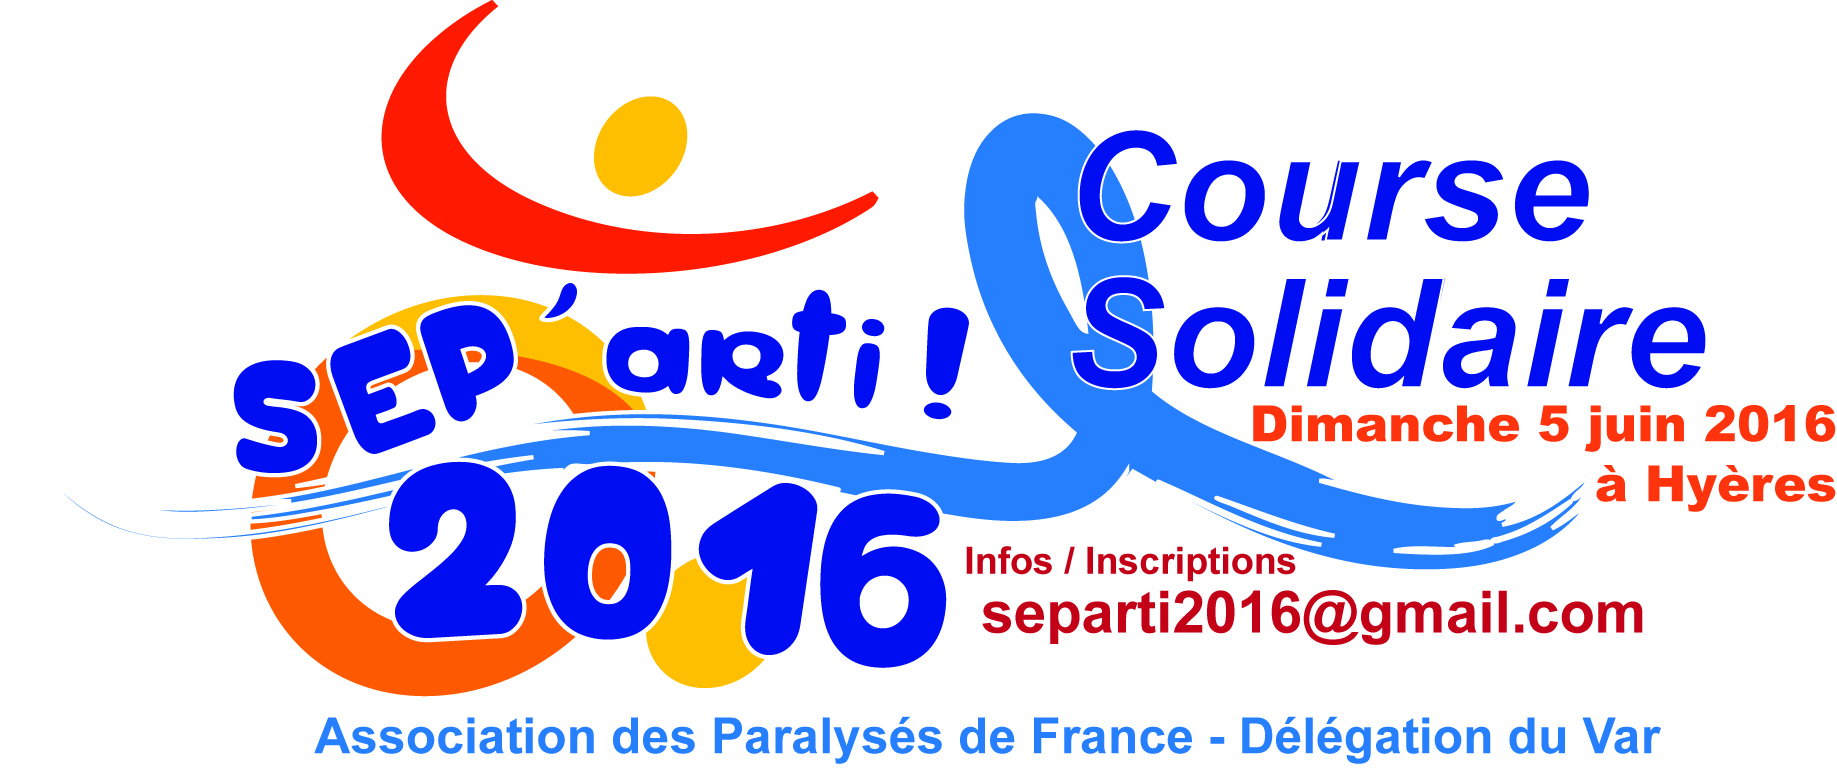 Course
Solidaire
SEP'arti !
2016
Dimanche 5 juin 2016
à Hyères
Infos / Inscriptions
separti2016@gmail.com
Association des Paralysés de France - Délégation du Var